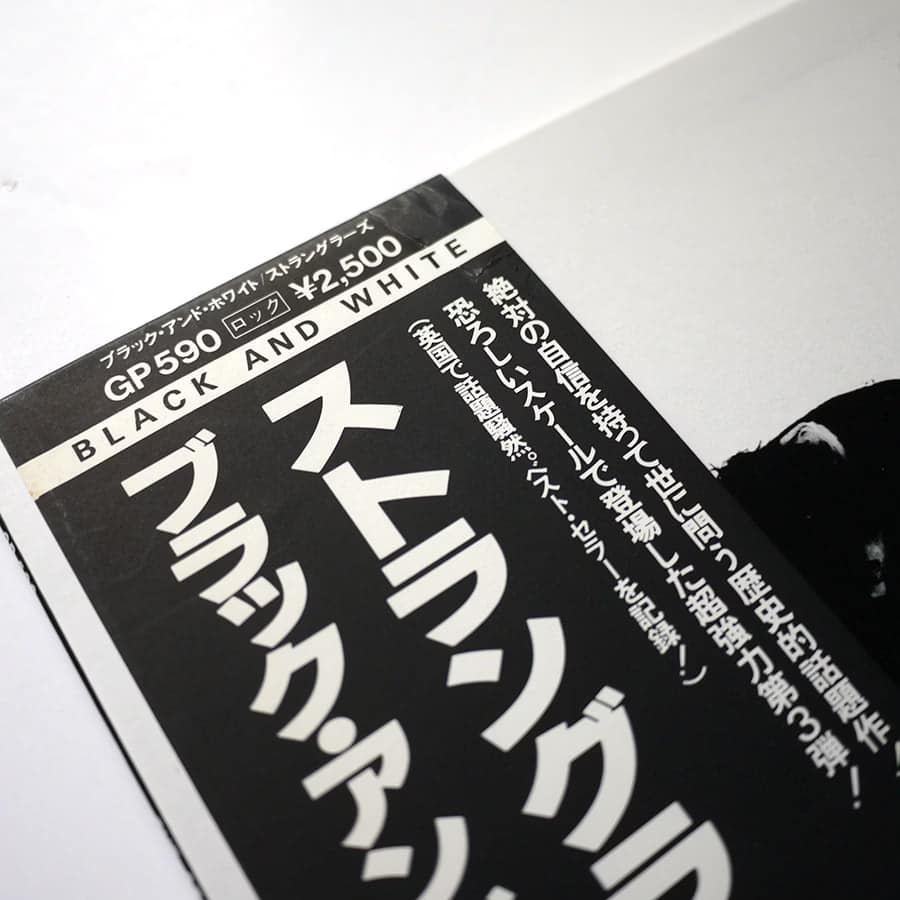 ブラック・アンド・ホワイト/ストラングラーズ
GP590 ロック ¥2,500
BLACK AND WHITE
絶対の自信を持って世に問う歴史的話題作!
恐ろしいスケールで登場した超強力第3弾!
(英国で話題騒然。ベスト・セラーを記録!)
ストラングラ
ブラック・アン